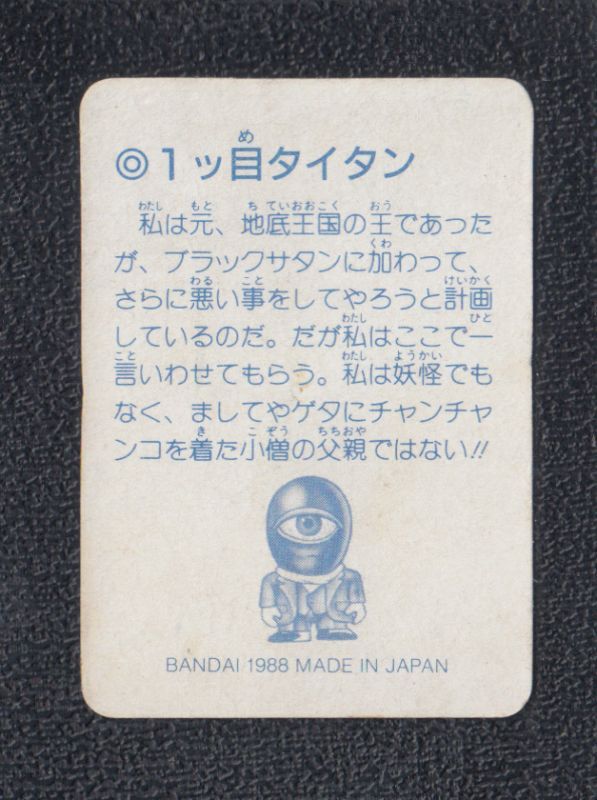 ◎1ッ目タイタン
私は元、地底王国の王であった
が、ブラックサタンに加わって、
さらに悪い事をしてやろうと計画
しているのだ。だが私はここで一
言いわせてもらう。私は妖怪でも
なく、ましてやゲタにチャンチャ
ンコを着た小僧の父親ではない!!
BANDAI 1988 MADE IN JAPAN